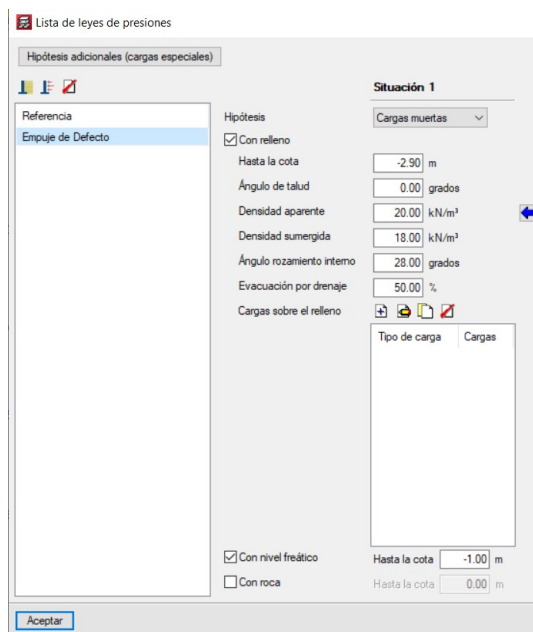 Lista de leyes de presiones
Hipótesis adicionales (cargas especiales)
Situación 1
Referencia
Empuje de Defecto
Hipótesis Cargas muertas
Con relleno
Hasta la cota -2.90 m
Ángulo de talud 0.00 grados
Densidad aparente 20.00 kN/m³
Densidad sumergida 18.00 kN/m³
Ángulo rozamiento interno 28.00 grados
Evacuación por drenaje 50.00 %
Cargas sobre el relleno
Tipo de carga Cargas
Con nivel freático Hasta la cota -1.00 m
Con roca Hasta la cota 0.00 m
Aceptar